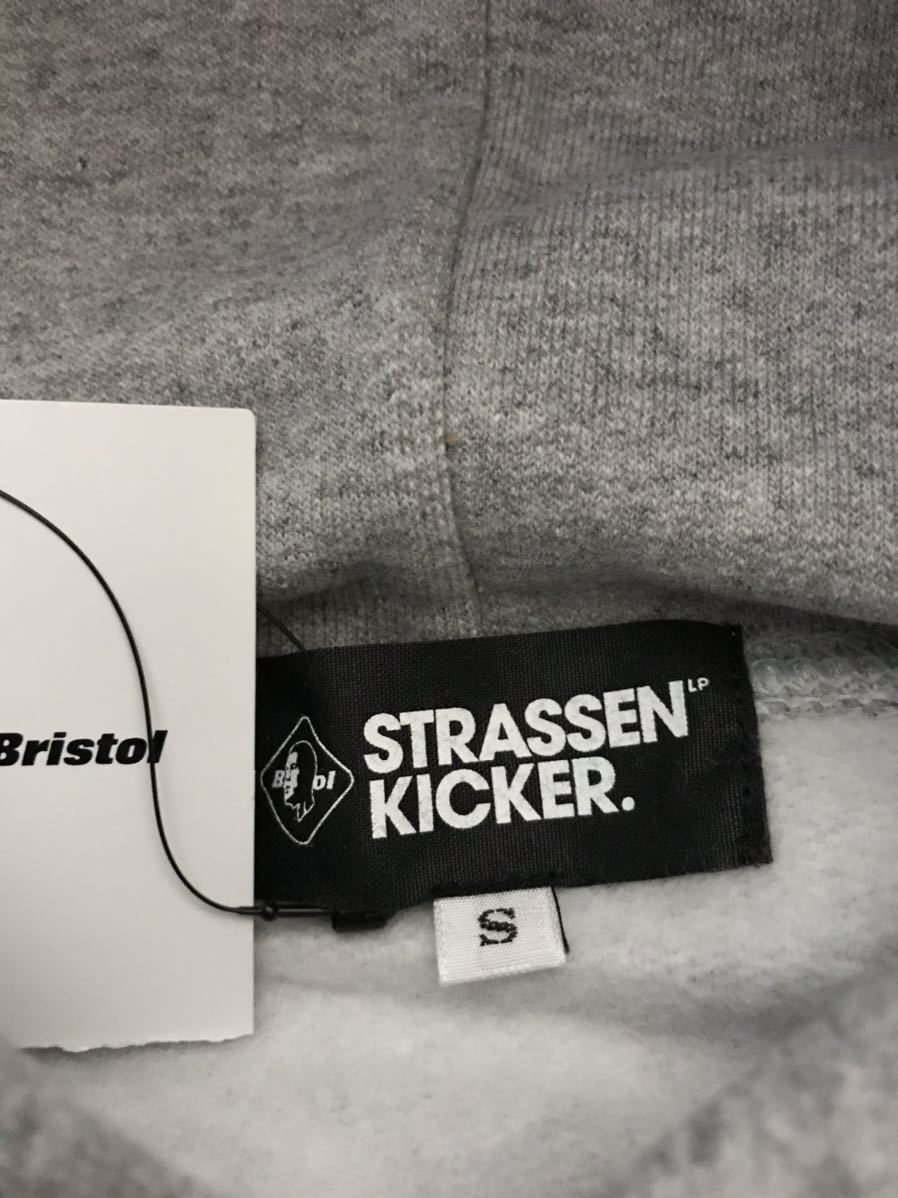 Bristol
STRASSEN LP
KICKER.
S